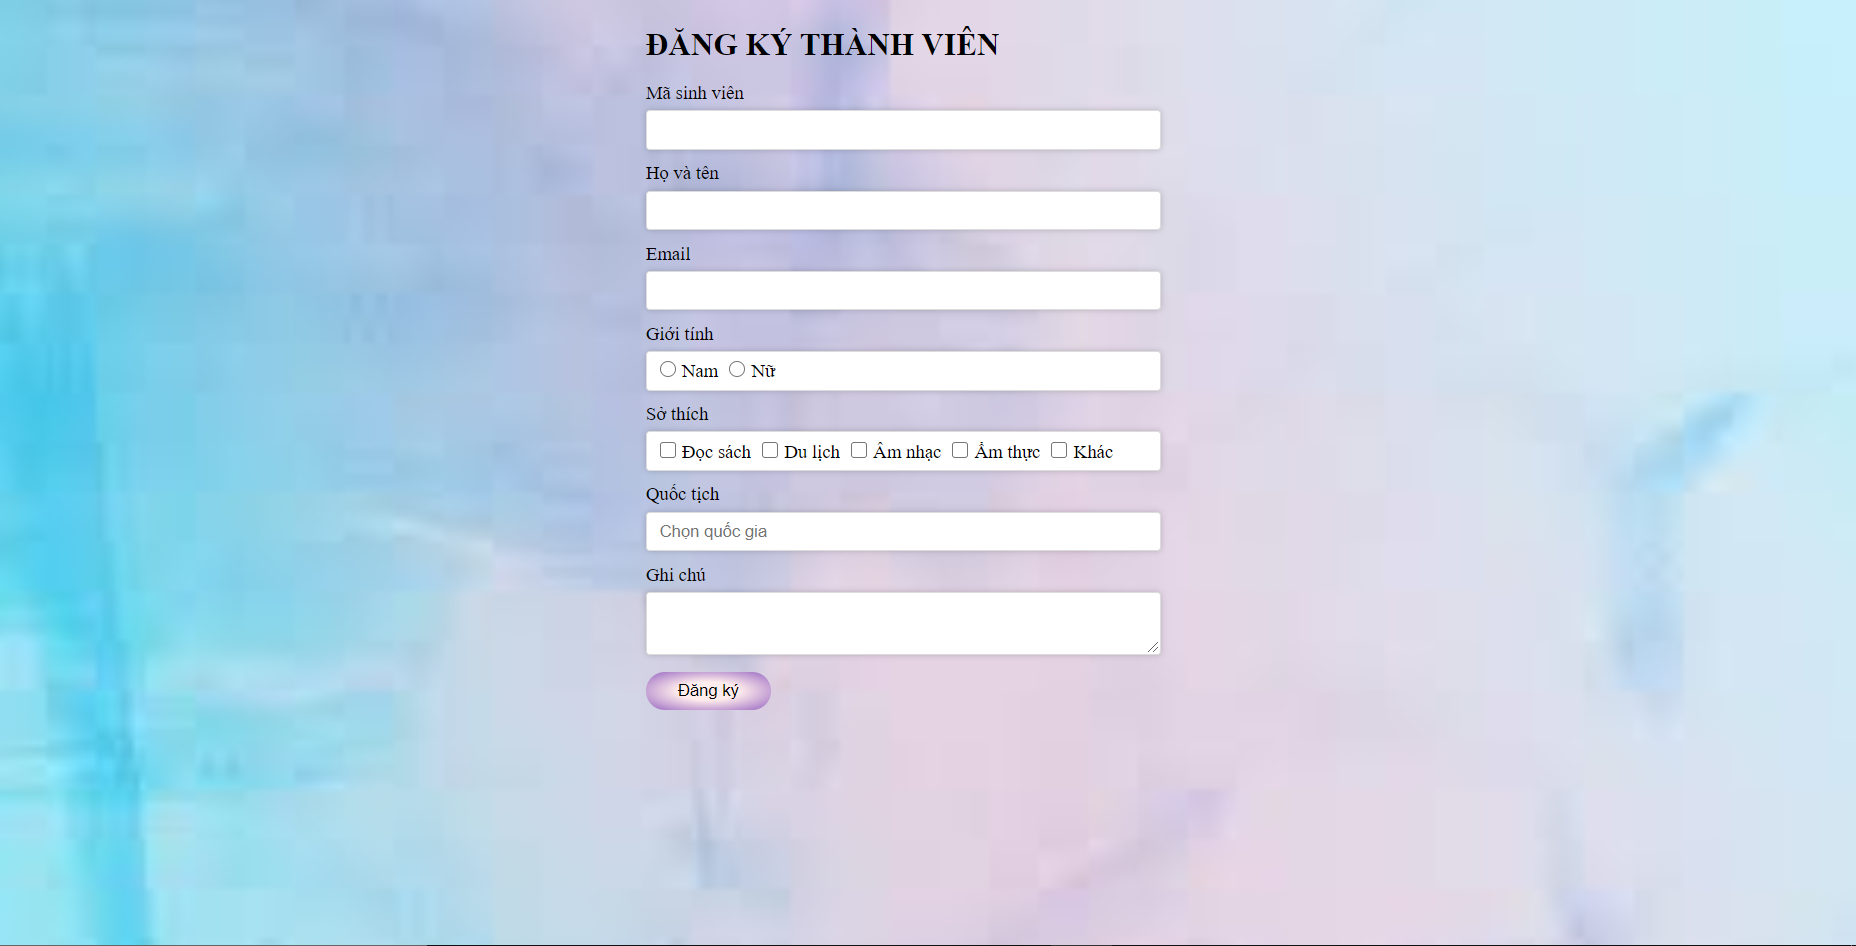 ĐĂNG KÝ THÀNH VIÊN
Mã sinh viên
Họ và tên
Email
Giới tính
Nam Nữ
Sở thích
Đọc sách Du lịch Âm nhạc Ẩm thực Khác
Quốc tịch
Chọn quốc gia
Ghi chú
Đăng ký